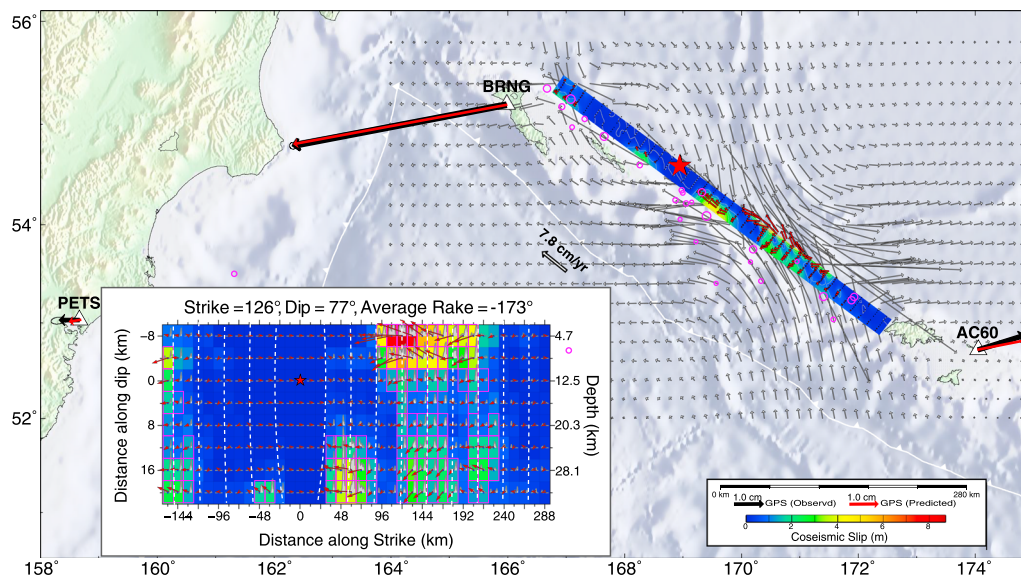 56°
54°
52°
158
160
162
164
166
168
170
172
174
BRNG
PETS
AC60
7.8 cm/yr
Strike =126°, Dip = 77°, Average Rake = -173°
Distance along dip (km)
−8
0
8
16
4.7
12.5
20.3
28.1
Depth (km)
−144 −96 −48 0 48 96 144 192 240 288
Distance along Strike (km)
0 km 280 km
1.0 cm 1.0 cm
GPS (Observd) GPS (Predicted)
0 2 4 6 8
Coseismic Slip (m)